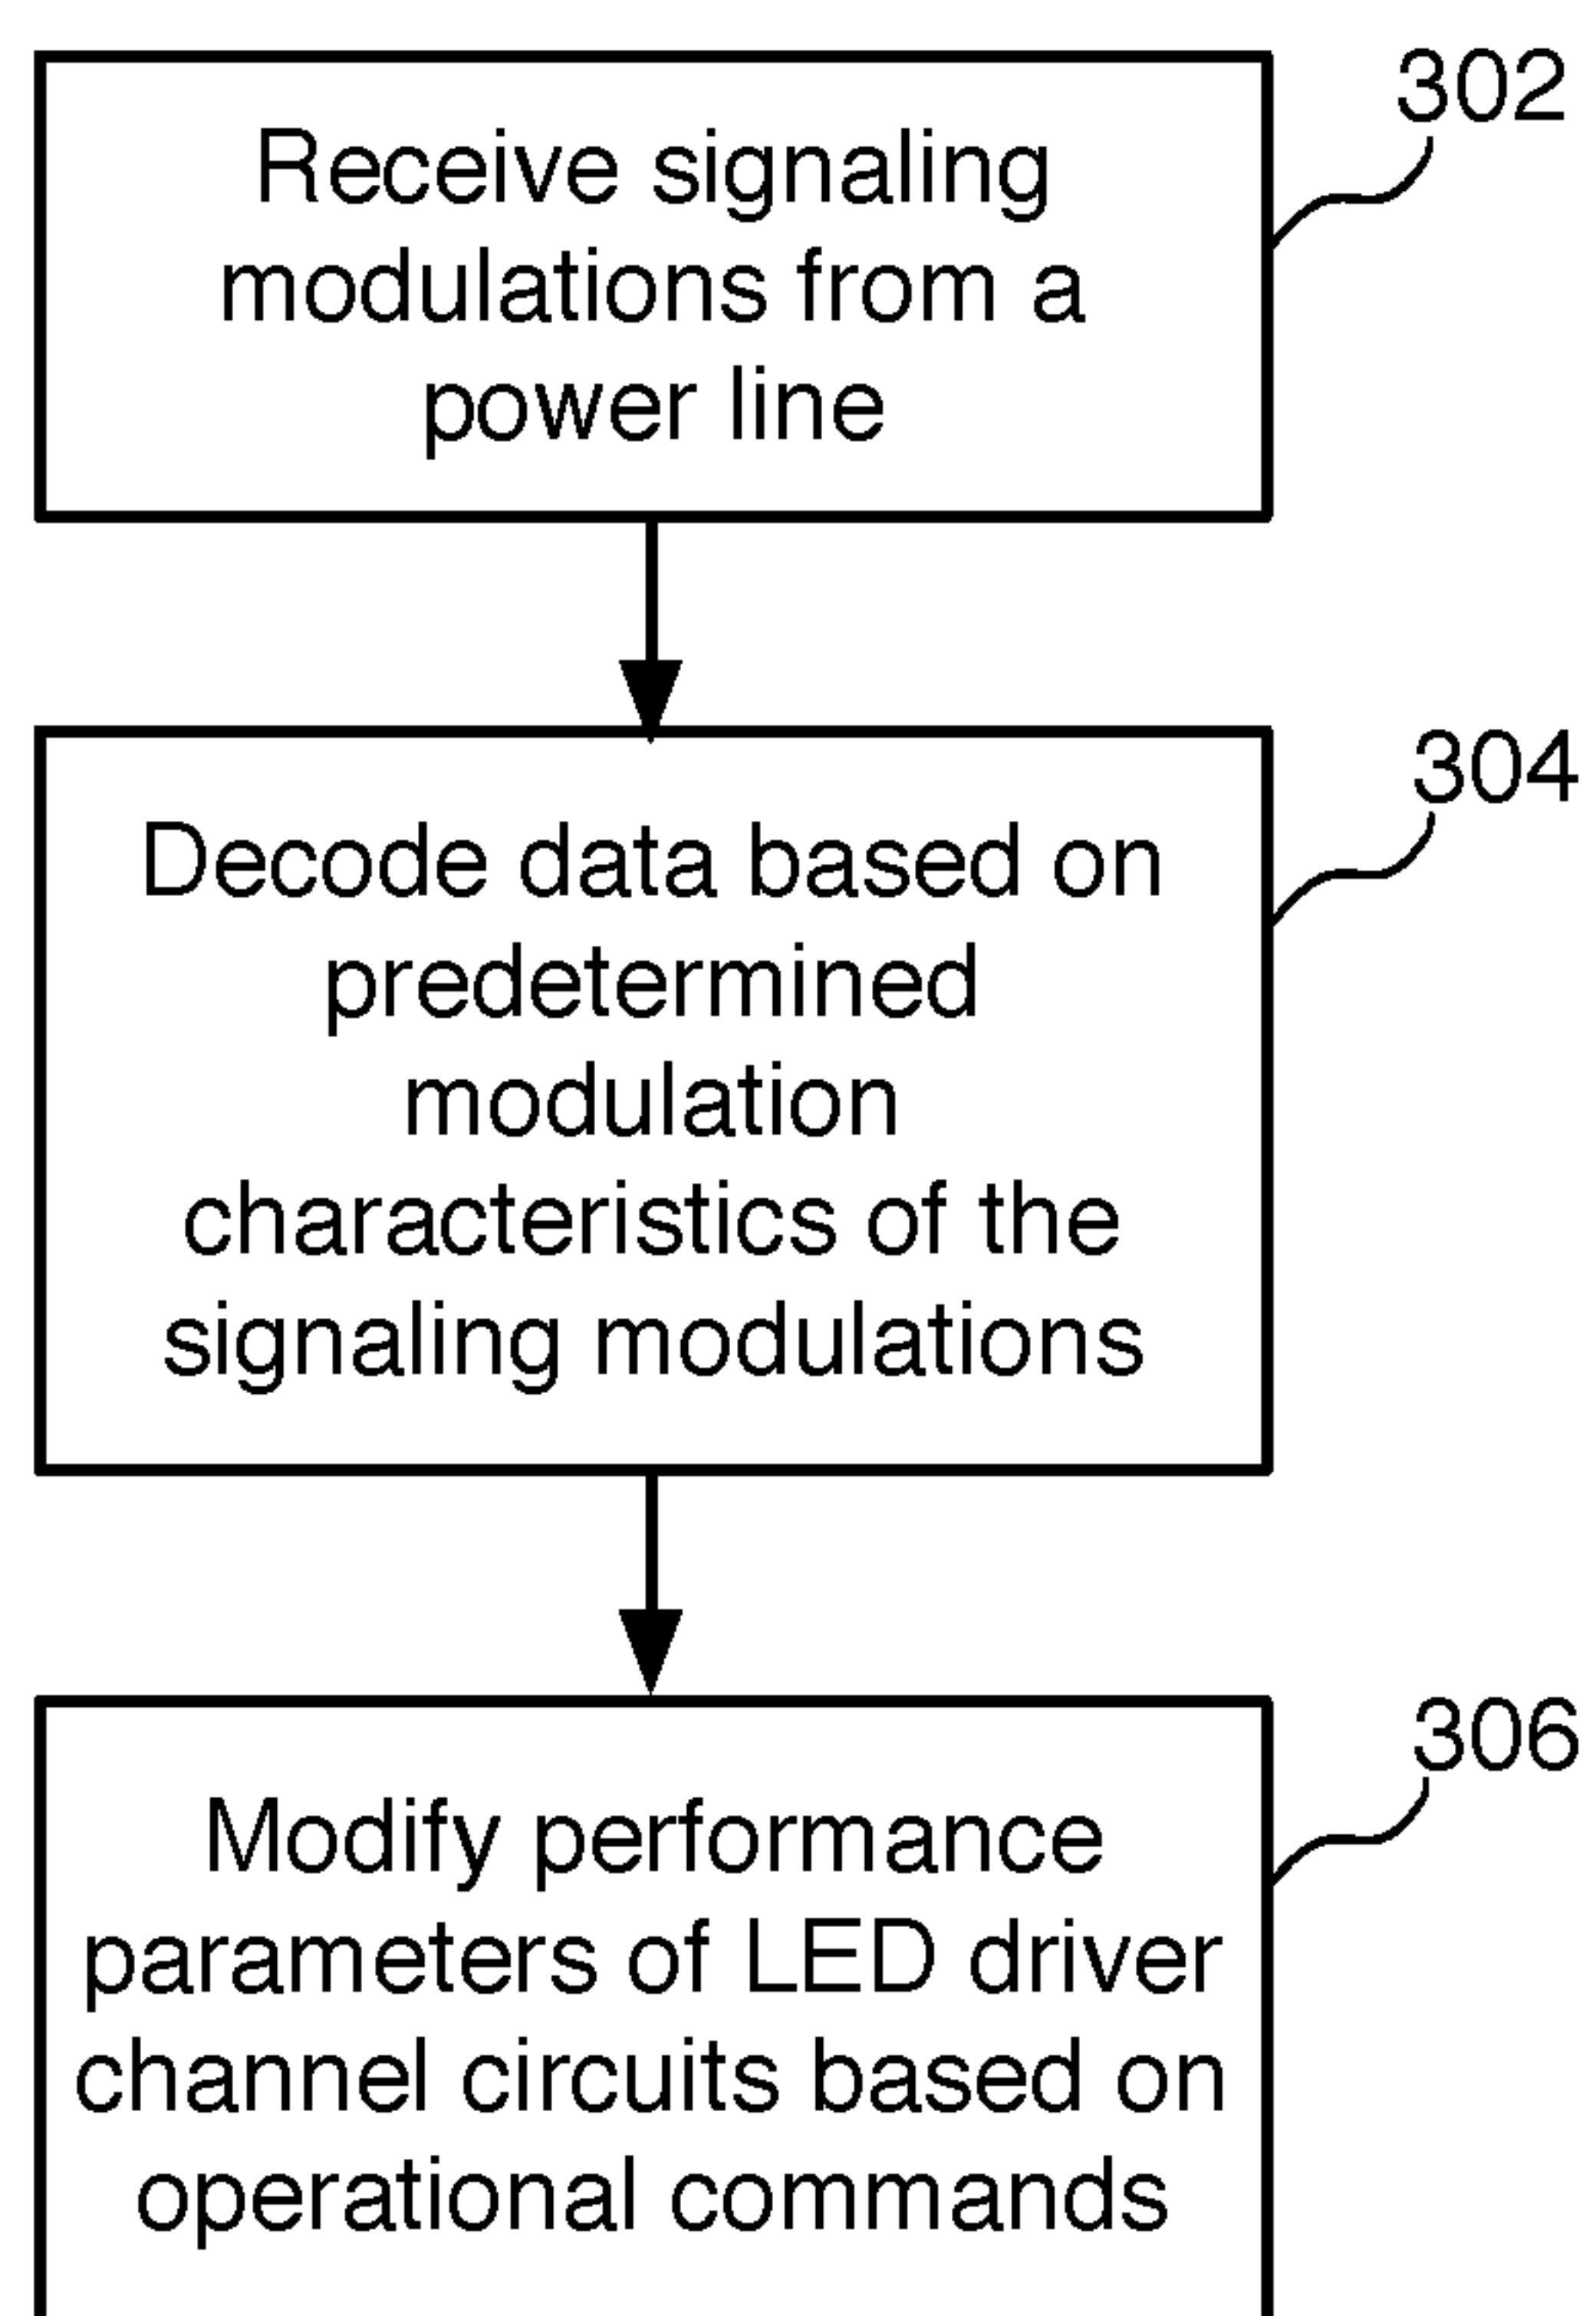 302
Receive signaling
modulations from a
power line
304
Decode data based on
predetermined
modulation
characteristics of the
signaling modulations
306
Modify performance
parameters of LED driver
channel circuits based on
operational commands